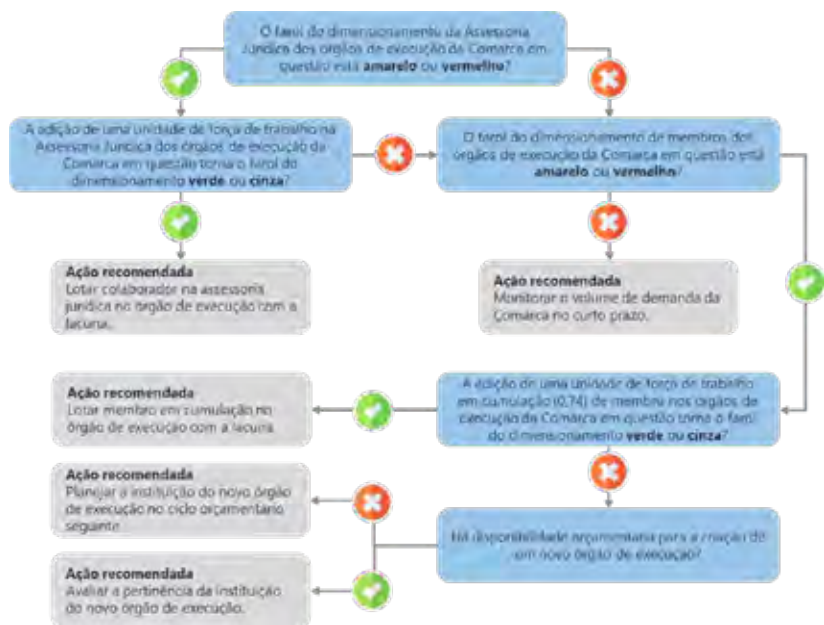 O farol do dimensionamento da Assessoria
Jurídica dos órgãos de execução da Comarca em
questão está amarelo ou vermelho?
A adição de uma unidade de força de trabalho na
Assessoria Jurídica dos órgãos de execução da
Comarca em questão torna o farol do
dimensionamento verde ou cinza?
O farol do dimensionamento de membros dos
órgãos de execução da Comarca em questão está
amarelo ou vermelho?
Ação recomendada
Lotar colaborador na assessoria
jurídica no órgão de execução com a
lacuna.
Ação recomendada
Monitorar o volume de demanda da
Comarca no curto prazo.
Ação recomendada
Lotar membro em cumulação no
órgão de execução com a lacuna.
A adição de uma unidade de força de trabalho
em cumulação (0,74) de membro nos órgãos de
execução da Comarca em questão torna o farol
do dimensionamento verde ou cinza?
Ação recomendada
Planejar a instituição do novo órgão
de execução no ciclo orçamentário
seguinte.
Há disponibilidade orçamentária para a criação de
um novo órgão de execução?
Ação recomendada
Avaliar a pertinência da instituição
do novo órgão de execução.